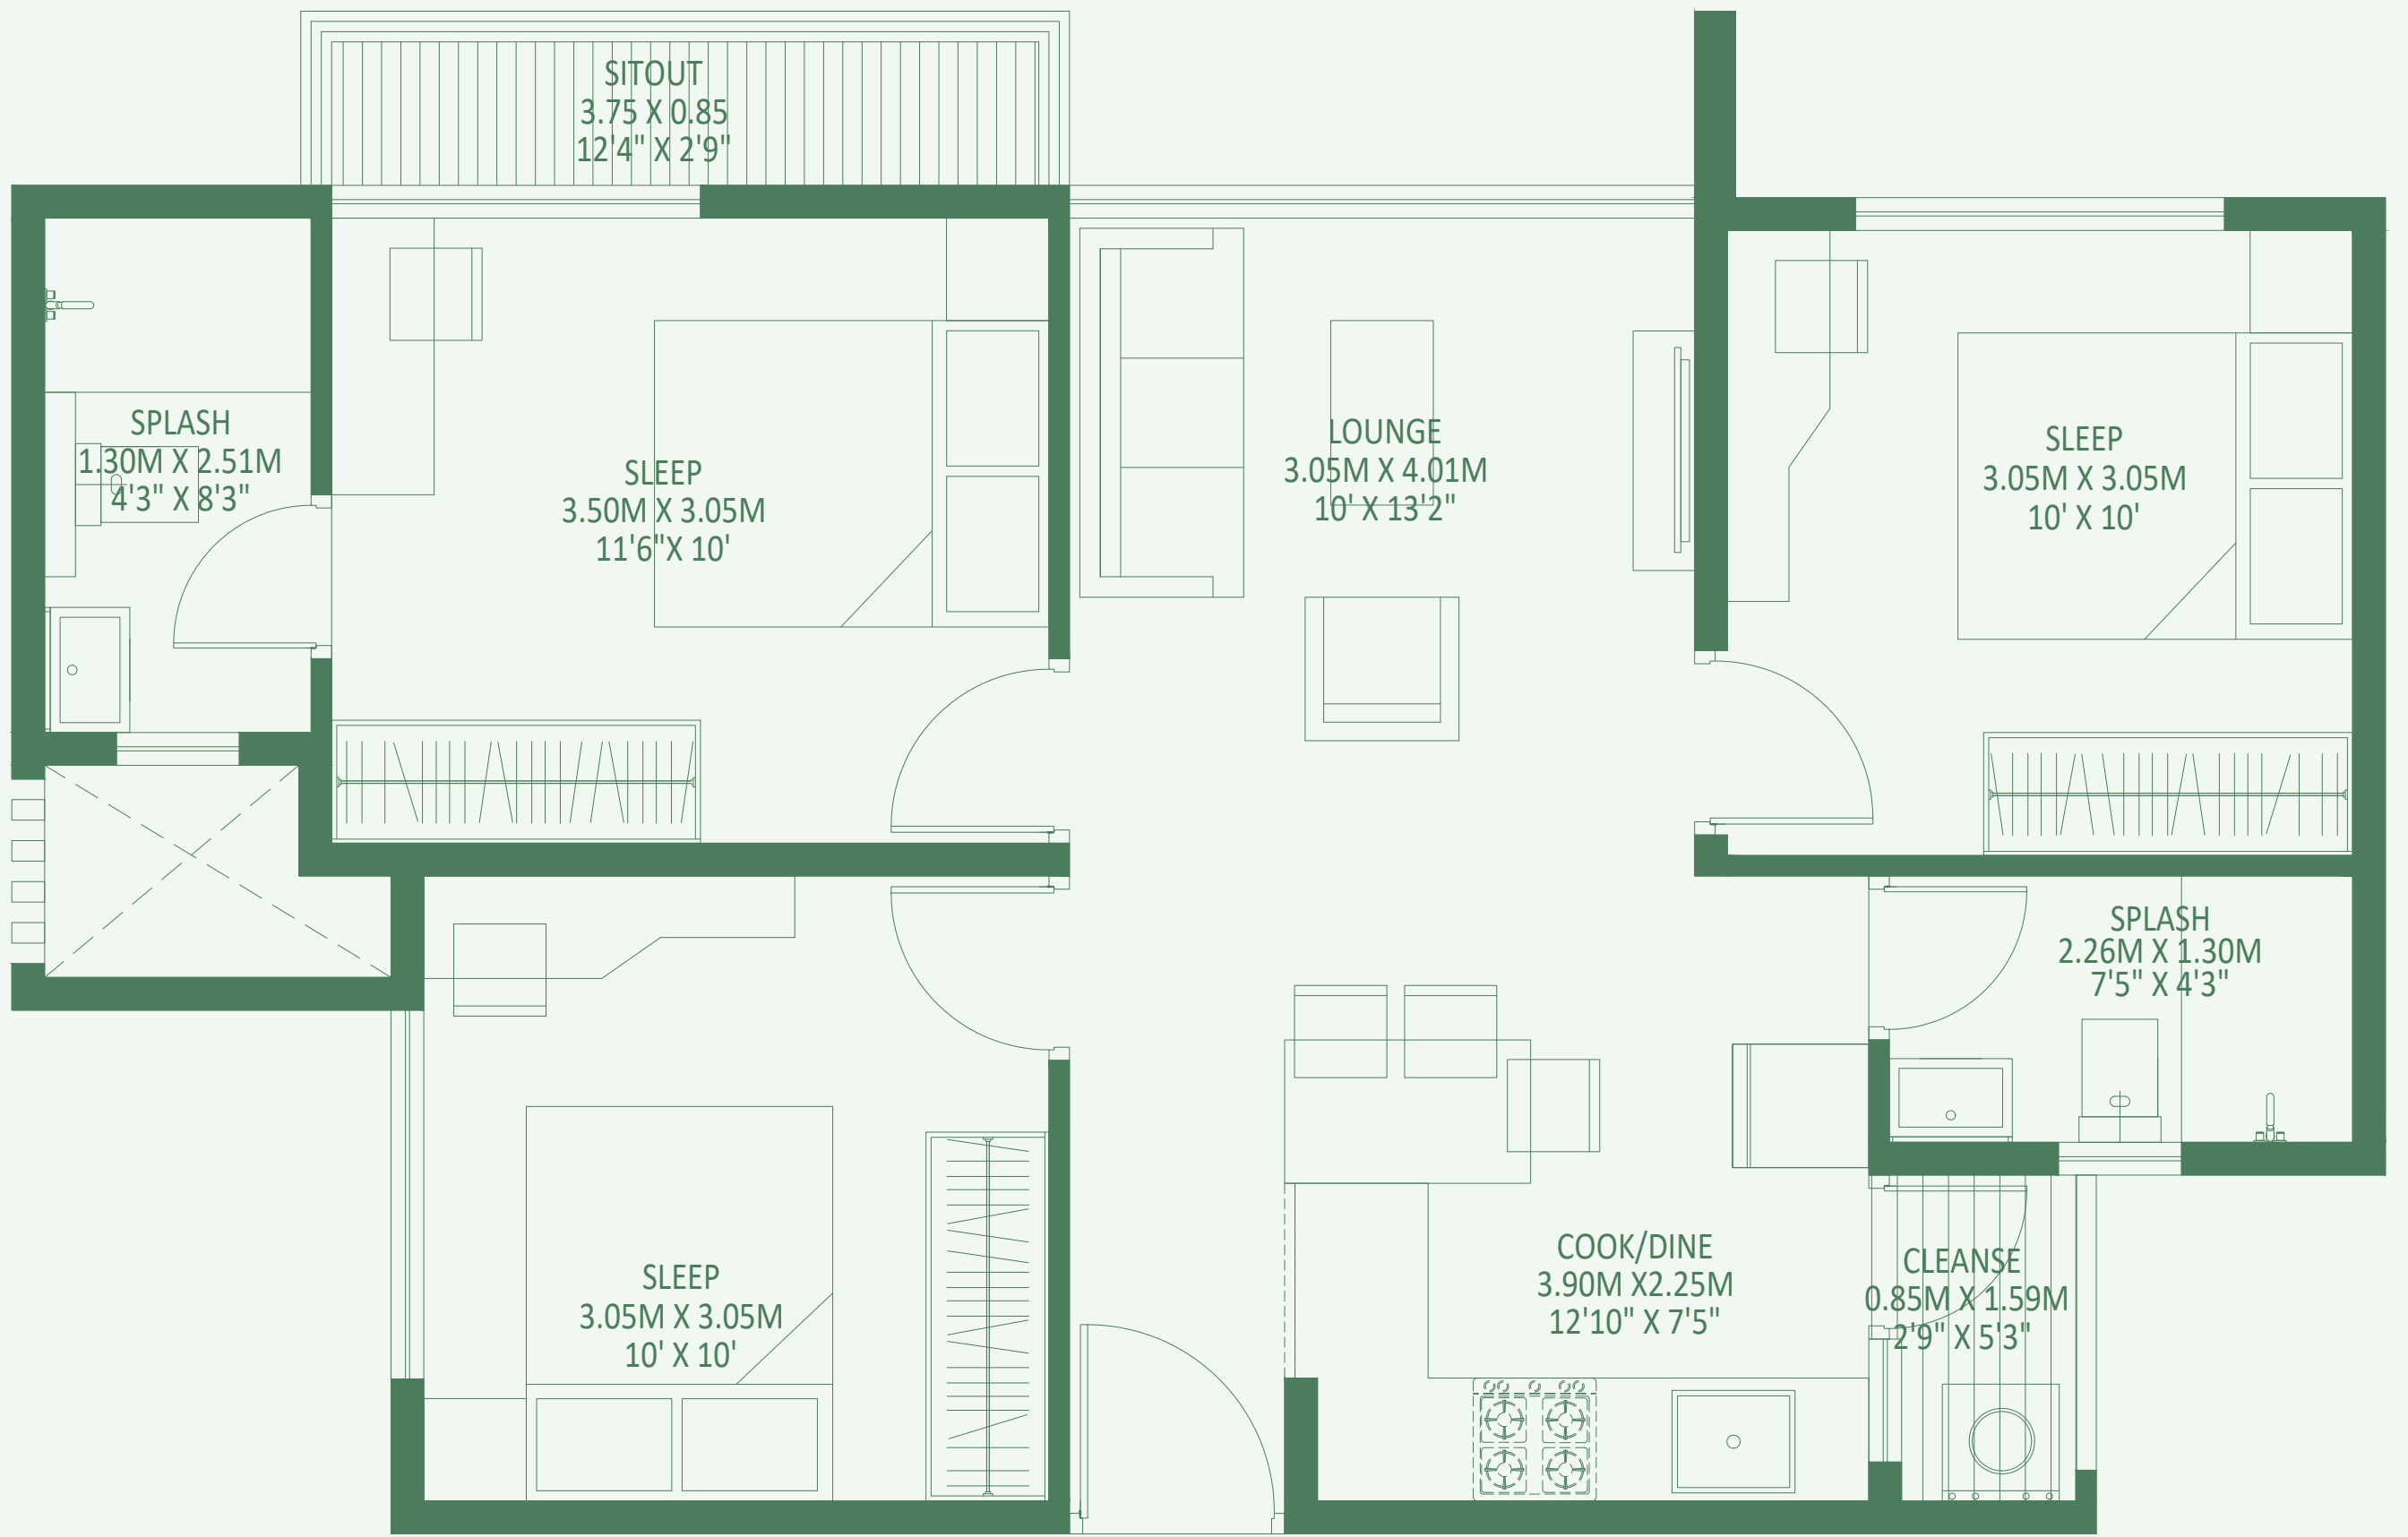 SITOUT
3.75 X 0.85
12'4" X 2'9"
SPLASH
1.30M X 2.51M
4'3" X 8'3"
SLEEP
3.50M X 3.05M
11'6"X 10'
LOUNGE
3.05M X 4.01M
10' X 13'2"
SLEEP
3.05M X 3.05M
10' X 10'
SPLASH
2.26M X 1.30M
7'5" X 4'3"
SLEEP
3.05M X 3.05M
10' X 10'
COOK/DINE
3.90M X2.25M
12'10" X 7'5"
CLEANSE
0.85M X 1.59M
2'9" X 5'3"